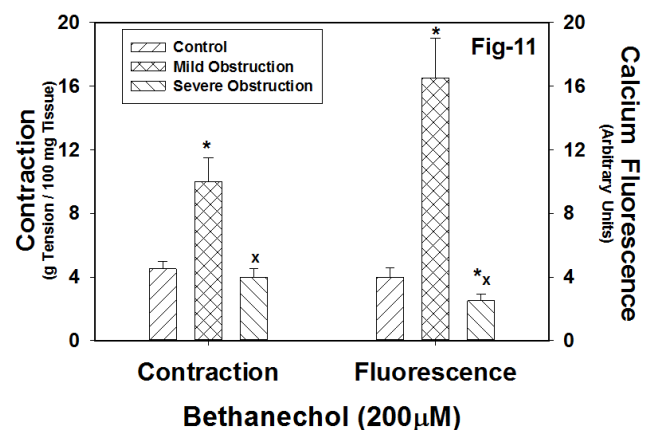 Fig-11
Control
Mild Obstruction
Severe Obstruction
Contraction
(g Tension / 100 mg Tissue)
20
16
12
8
4
0
*
x
*
*x
20
16
12
8
4
0
Calcium Fluorescence
(Arbitrary Units)
Contraction
Fluorescence
Bethanechol (200μM)